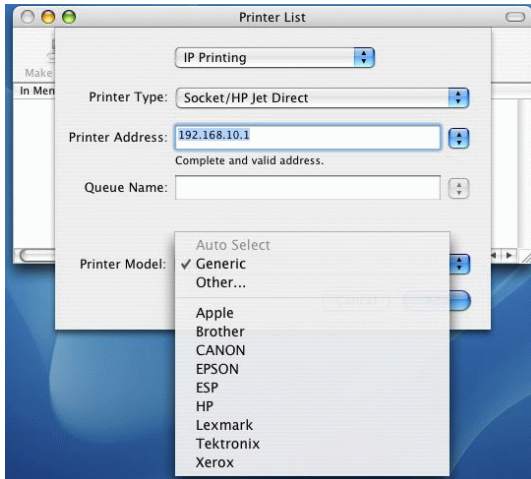 Printer List
IP Printing
Make
In Men
Printer Type: Socket/HP Jet Direct
Printer Address: 192.168.10.1
Complete and valid address.
Queue Name:
Auto Select
Printer Model: ✓ Generic
Other...
Cancel Add
Apple
Brother
CANON
EPSON
ESP
HP
Lexmark
Tektronix
Xerox